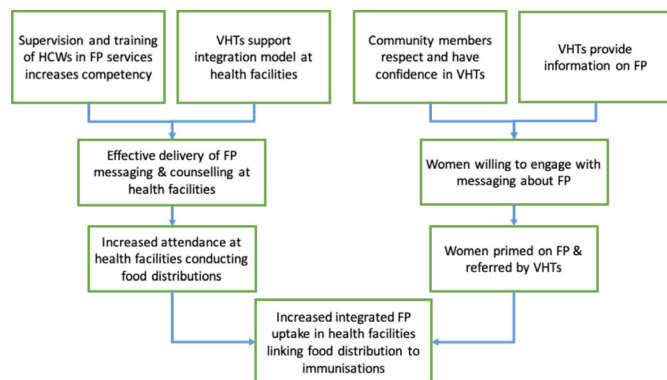 Supervision and training
of HCWs in FP services
increases competency
VHTs support
integration model at
health facilities
Community members
respect and have
confidence in VHTs
VHTs provide
information on FP
Effective delivery of FP
messaging & counselling at
health facilities
Women willing to engage with
messaging about FP
Increased attendance at
health facilities conducting
food distributions
Women primed on FP &
referred by VHTs
Increased integrated FP
uptake in health facilities
linking food distribution to
immunisations